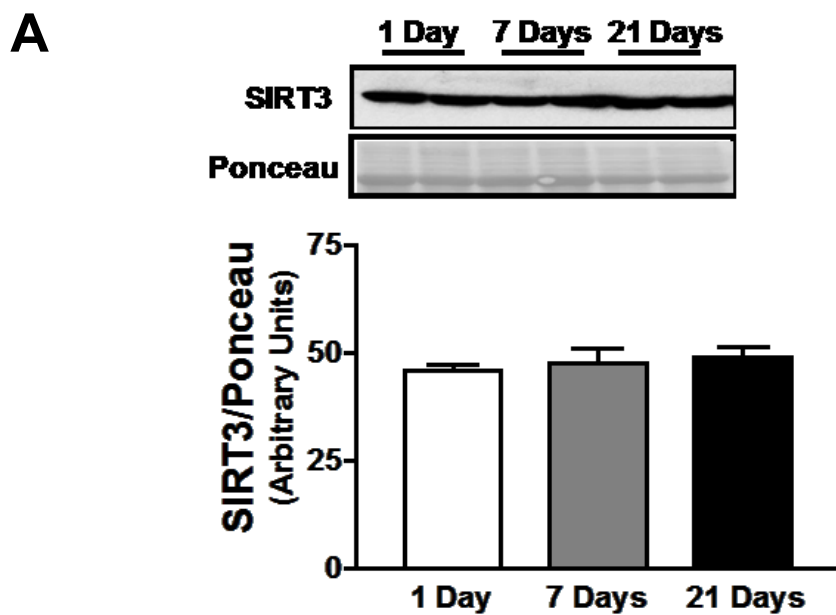 A
1 Day 7 Days 21 Days
SIRT3
Ponceau
SIRT3/Ponceau
(Arbitrary Units)
75
50
25
0
1 Day 7 Days 21 Days